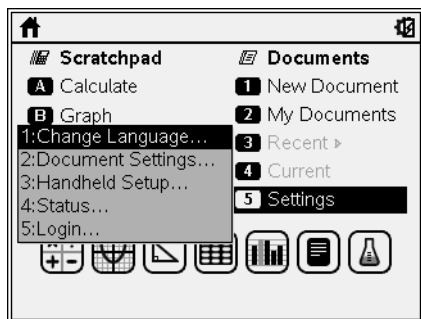 Scratchpad
A Calculate
B Graph
Documents
1 New Document
2 My Documents
3 Recent ▸
4 Current
5 Settings
1:Change Language...
2:Document Settings...
3:Handheld Setup...
4:Status...
5:Login...